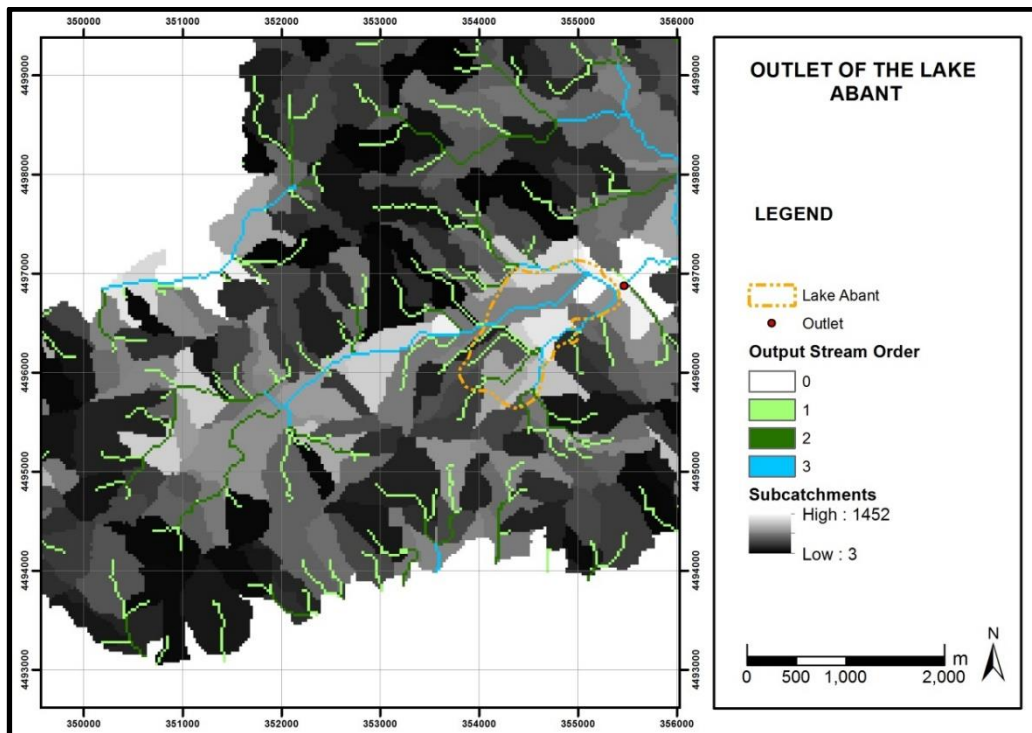 350000 351000 352000 353000 354000 355000 356000
4499000 4499000
4498000 4498000
4497000 4497000
4496000 4496000
4495000 4495000
4494000 4494000
4493000 4493000
350000 351000 352000 353000 354000 355000 356000
OUTLET OF THE LAKE
ABANT
LEGEND
Lake Abant
Outlet
Output Stream Order
0
1
2
3
Subcatchments
High : 1452
Low : 3
N
m
0 500 1,000 2,000